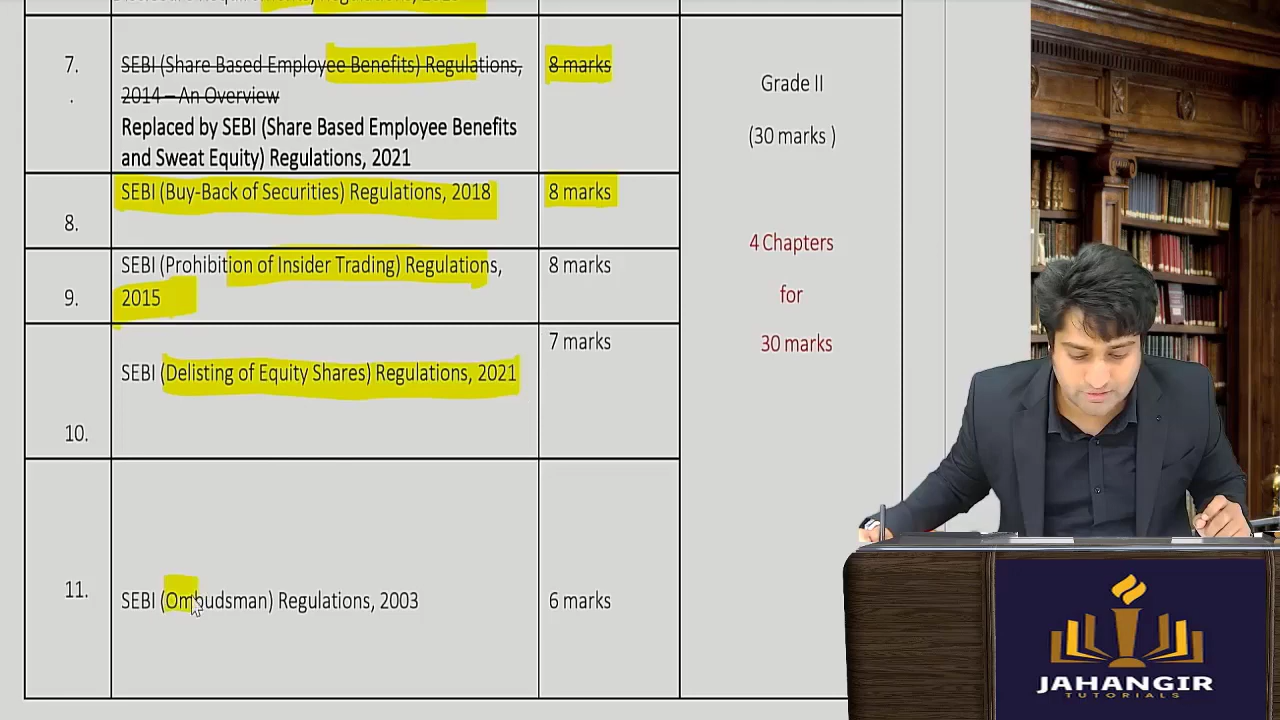 7.
.
SEBI (Share Based Employee Benefits) Regulations,
2014 – An Overview
Replaced by SEBI (Share Based Employee Benefits
and Sweat Equity) Regulations, 2021
8 marks
Grade II
(30 marks )
4 Chapters
for
30 marks
8.
SEBI (Buy-Back of Securities) Regulations, 2018
8 marks
9.
SEBI (Prohibition of Insider Trading) Regulations,
2015
8 marks
10.
SEBI (Delisting of Equity Shares) Regulations, 2021
7 marks
11.
SEBI (Ombudsman) Regulations, 2003
6 marks
JAHANGIR
TUTORIALS